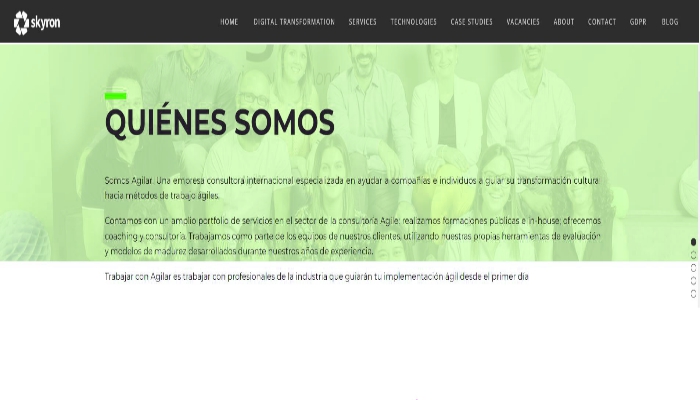 skyron
HOME DIGITAL TRANSFORMATION SERVICES TECHNOLOGIES CASE STUDIES VACANCIES ABOUT CONTACT GDPR BLOG
QUIÉNES SOMOS
Somos Agilar. Una empresa consultora internacional especializada en ayudar a compañías e individuos a guiar su transformación cultural
hacia métodos de trabajo ágiles.
Contamos con un amplio portfolio de servicios en el sector de la consultoría Agile: realizamos formaciones públicas e in-house; ofrecemos
coaching y consultoría. Trabajamos como parte de los equipos de nuestros clientes, utilizando nuestras propias herramientas de evaluación
y modelos de madurez desarrollados durante nuestros años de experiencia.
Trabajar con Agilar es trabajar con profesionales de la industria que guiarán tu implementación ágil desde el primer día